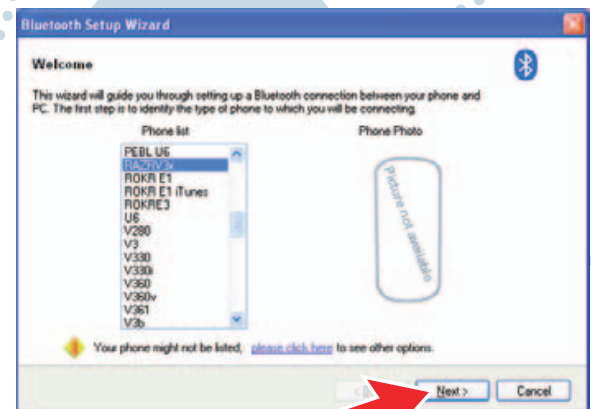 Bluetooth Setup Wizard
Welcome
This wizard will guide you through setting up a Bluetooth connection between your phone and
PC. The first step is to identify the type of phone to which you will be connecting.
Phone list
Phone Photo
PEBL U6
RAZRV3x
ROKR E1
ROKR E1 iTunes
ROKRE3
U6
V280
V3
V330
V330i
V360
V360v
V361
V3b
Picture not available
Your phone might not be listed, please click here to see other options.
Next >
Cancel